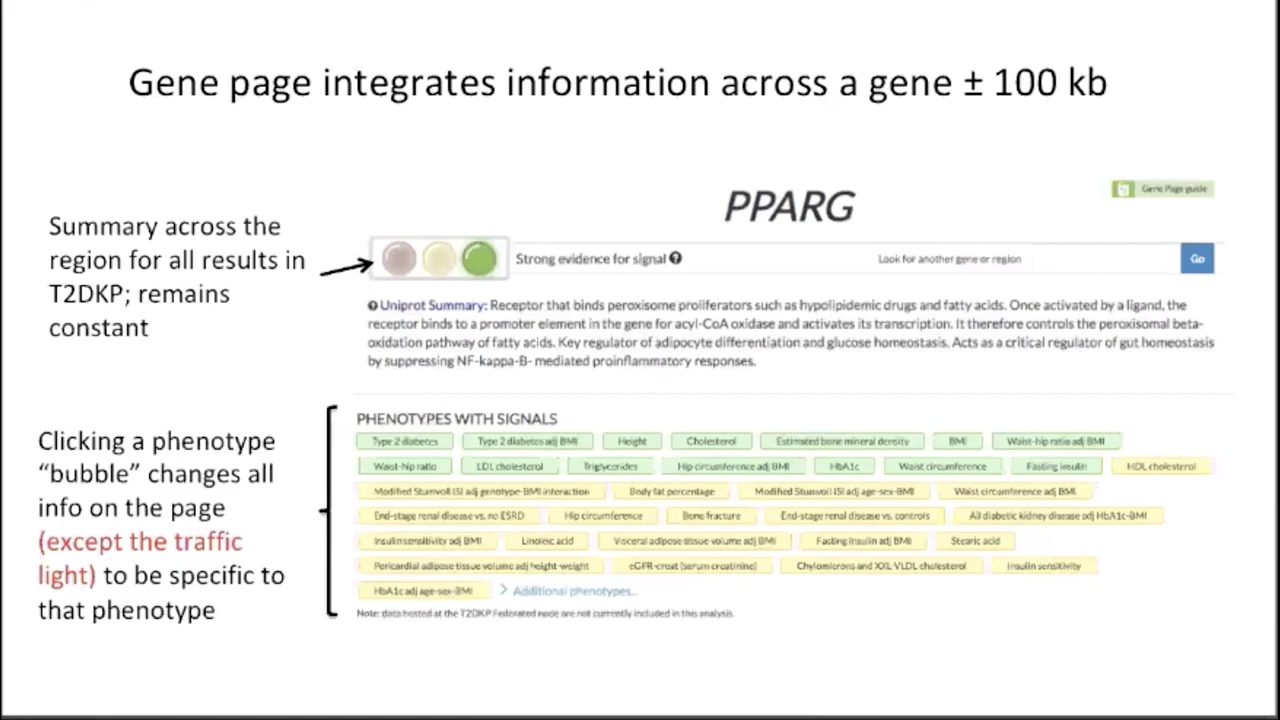 Gene page integrates information across a gene ± 100 kb
Gene Page guide
PPARG
Summary across the
region for all results in
T2DKP; remains
constant
Strong evidence for signal
Look for another gene or region
Go
Uniprot Summary: Receptor that binds peroxisome proliferators such as hypolipidemic drugs and fatty acids. Once activated by a ligand, the
receptor binds to a promoter element in the gene for acyl-CoA oxidase and activates its transcription. It therefore controls the peroxisomal beta-
oxidation pathway of fatty acids. Key regulator of adipocyte differentiation and glucose homeostasis. Acts as a critical regulator of gut homeostasis
by suppressing NF-kappa-B- mediated proinflammatory responses.
Clicking a phenotype
“bubble” changes all
info on the page
(except the traffic
light) to be specific to
that phenotype
PHENOTYPES WITH SIGNALS
Type 2 diabetes Type 2 diabetes adj BMI Height Cholesterol Estimated bone mineral density BMI Waist-hip ratio adj BMI
Waist-hip ratio LDL cholesterol Triglycerides Hip circumference adj BMI HbA1c Waist circumference Fasting insulin HDL cholesterol
Modified Stumvoll ISI adj genotype-BMI interaction Body fat percentage Modified Stumvoll ISI adj age-sex-BMI Waist circumference adj BMI
End-stage renal disease vs. no ESRD Hip circumference Bone fracture End-stage renal disease vs. controls All diabetic kidney disease adj HbA1c-BMI
Insulin sensitivity adj BMI Linoleic acid Visceral adipose tissue volume adj BMI Fasting insulin adj BMI Stearic acid
Pericardial adipose tissue volume adj height-weight eGFR-creat (serum creatinine) Chylomicrons and XXL-VLDL cholesterol Insulin sensitivity
HbA1c adj age-sex-BMI Additional phenotypes...
Note: data hosted at the T2DKP Federated node are not currently included in this analysis.